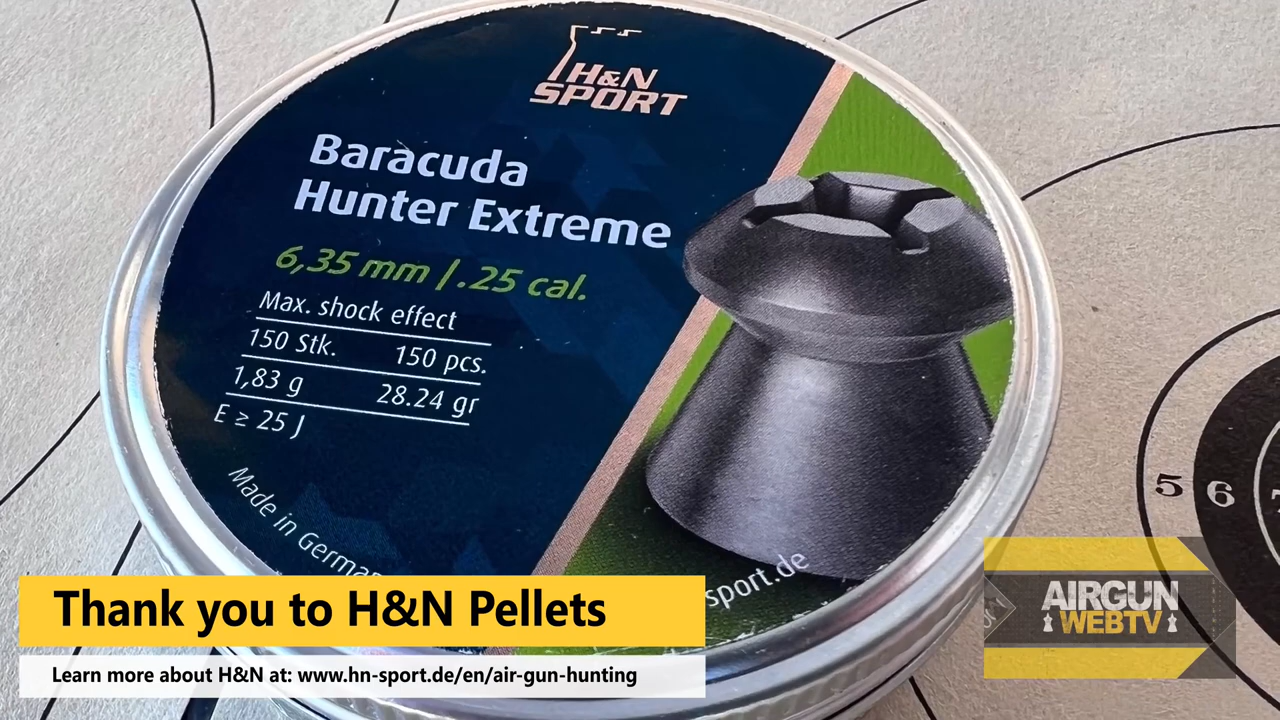 H&N
SPORT
Baracuda
Hunter Extreme
6,35 mm / .25 cal.
Max. shock effect
150 Stk. 150 pcs.
1,83 g 28.24 gr
E ≥ 25 J
Made in German
sport.de
5 6
Thank you to H&N Pellets
Learn more about H&N at: www.hn-sport.de/en/air-gun-hunting
AIRGUN
WEBTV